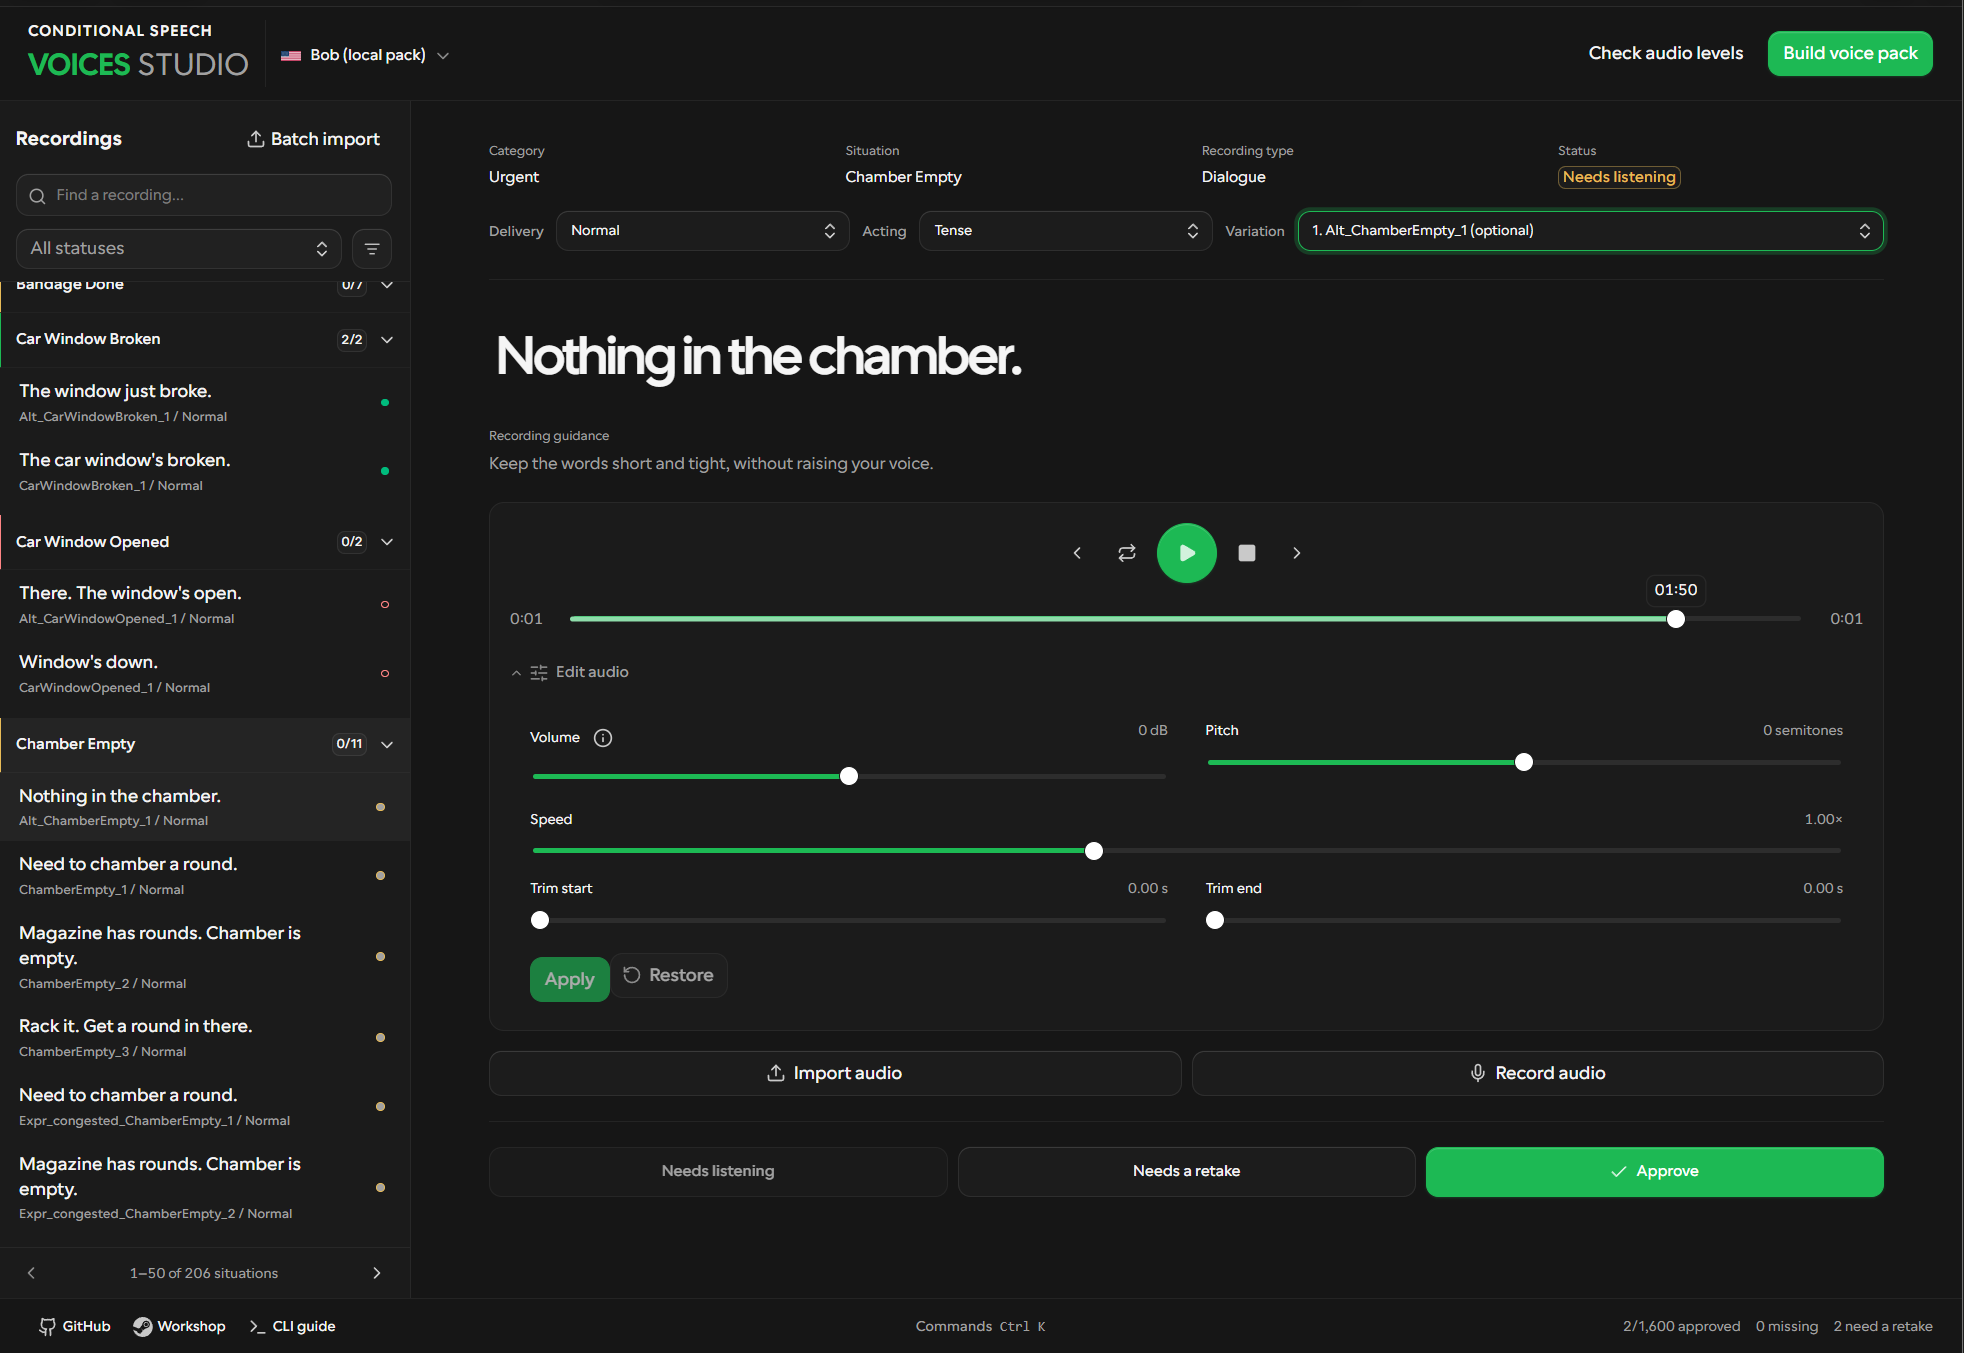 CONDITIONAL SPEECH
VOICES STUDIO
Bob (local pack)
Check audio levels
Build voice pack
Recordings
Batch import
Find a recording...
All statuses
Bandage Done
0/7
Car Window Broken
2/2
The window just broke.
Alt_CarWindowBroken_1 / Normal
The car window's broken.
CarWindowBroken_1 / Normal
Car Window Opened
0/2
There. The window's open.
Alt_CarWindowOpened_1 / Normal
Window's down.
CarWindowOpened_1 / Normal
Chamber Empty
0/11
Nothing in the chamber.
Alt_ChamberEmpty_1 / Normal
Need to chamber a round.
ChamberEmpty_1 / Normal
Magazine has rounds. Chamber is
empty.
ChamberEmpty_2 / Normal
Rack it. Get a round in there.
ChamberEmpty_3 / Normal
Need to chamber a round.
Expr_congested_ChamberEmpty_1 / Normal
Magazine has rounds. Chamber is
empty.
Expr_congested_ChamberEmpty_2 / Normal
1–50 of 206 situations
Category
Urgent
Situation
Chamber Empty
Recording type
Dialogue
Status
Needs listening
Delivery
Normal
Acting
Tense
Variation
1. Alt_ChamberEmpty_1 (optional)
Nothing in the chamber.
Recording guidance
Keep the words short and tight, without raising your voice.
01:50
0:01
0:01
Edit audio
Volume
0 dB
Pitch
0 semitones
Speed
1.00×
Trim start
0.00 s
Trim end
0.00 s
Apply
Restore
Import audio
Record audio
Needs listening
Needs a retake
Approve
GitHub
Workshop
CLI guide
Commands Ctrl K
2/1,600 approved
0 missing
2 need a retake